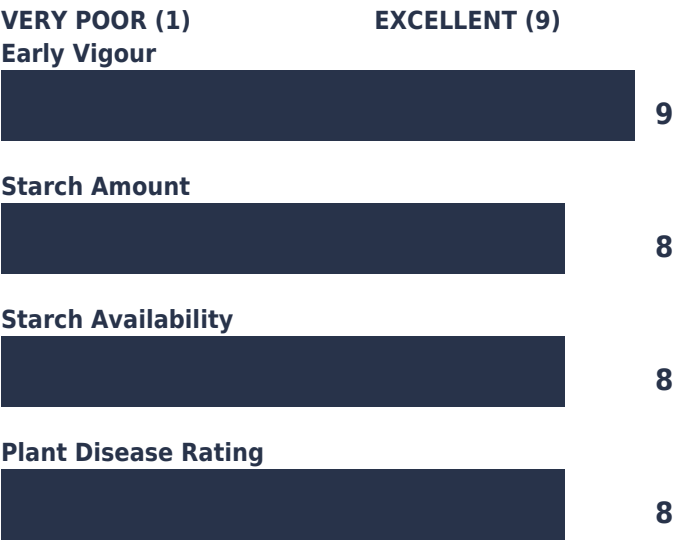 VERY POOR (1) EXCELLENT (9)
Early Vigour
9
Starch Amount
8
Starch Availability
8
Plant Disease Rating
8